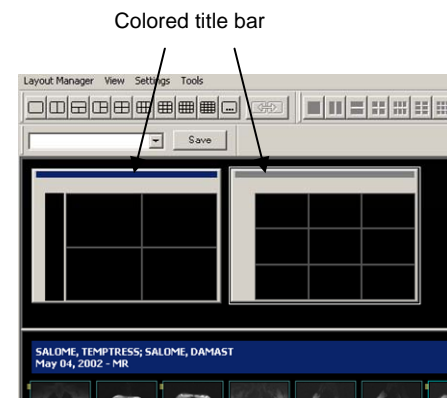 Colored title bar
Layout Manager View Settings Tools
...
Save
SALOME, TEMPTRESS; SALOME, DAMAST
May 04, 2002 - MR